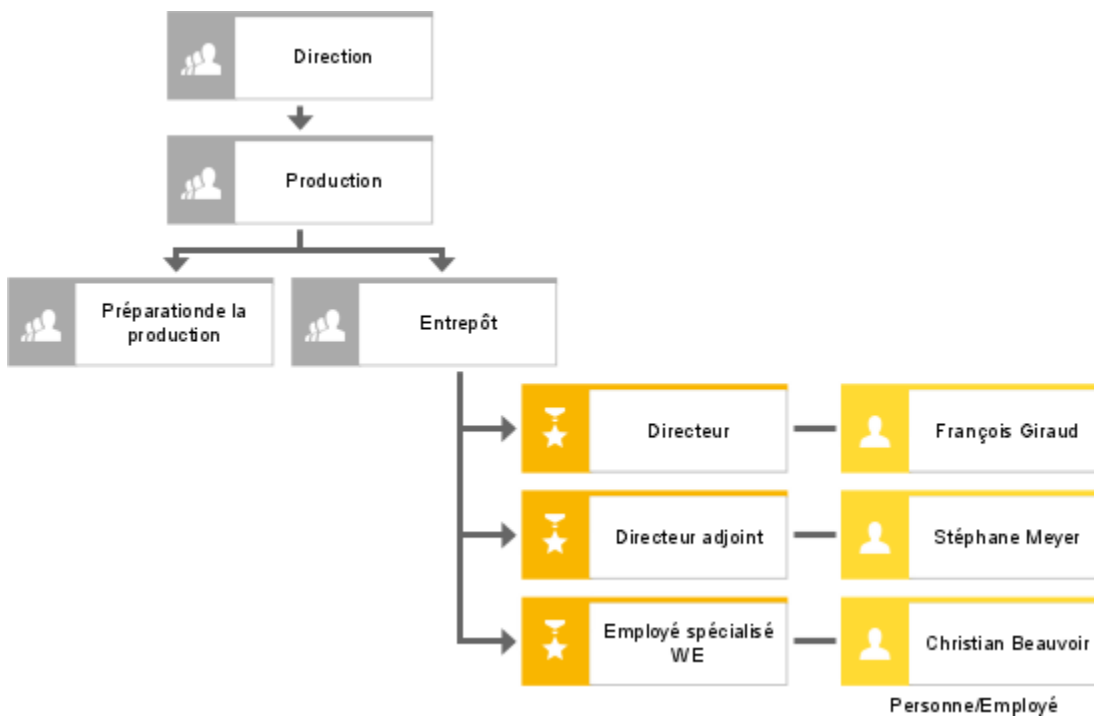 Direction
Production
Préparationde la
production
Entrepôt
Directeur
François Giraud
Directeur adjoint
Stéphane Meyer
Employé spécialisé
WE
Christian Beauvoir
Personne/Employé